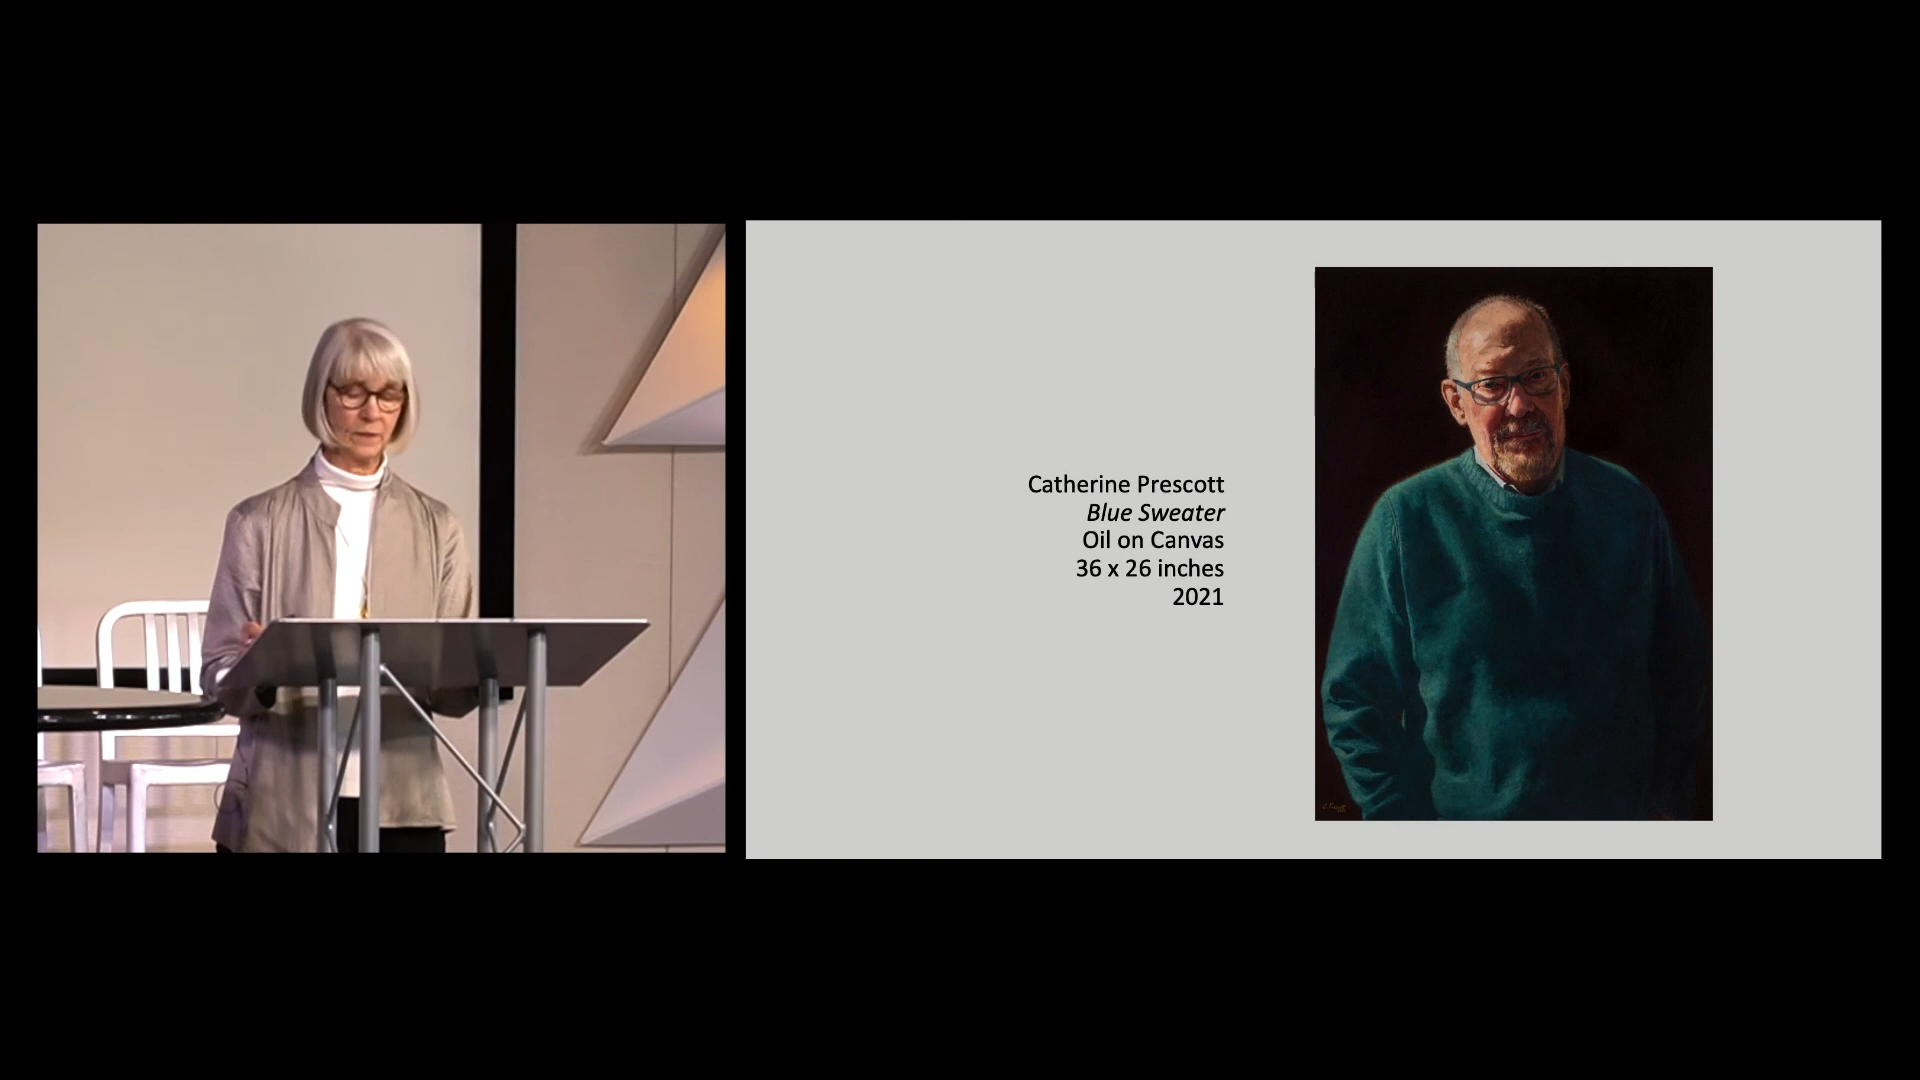 Catherine Prescott
Blue Sweater
Oil on Canvas
36 x 26 inches
2021